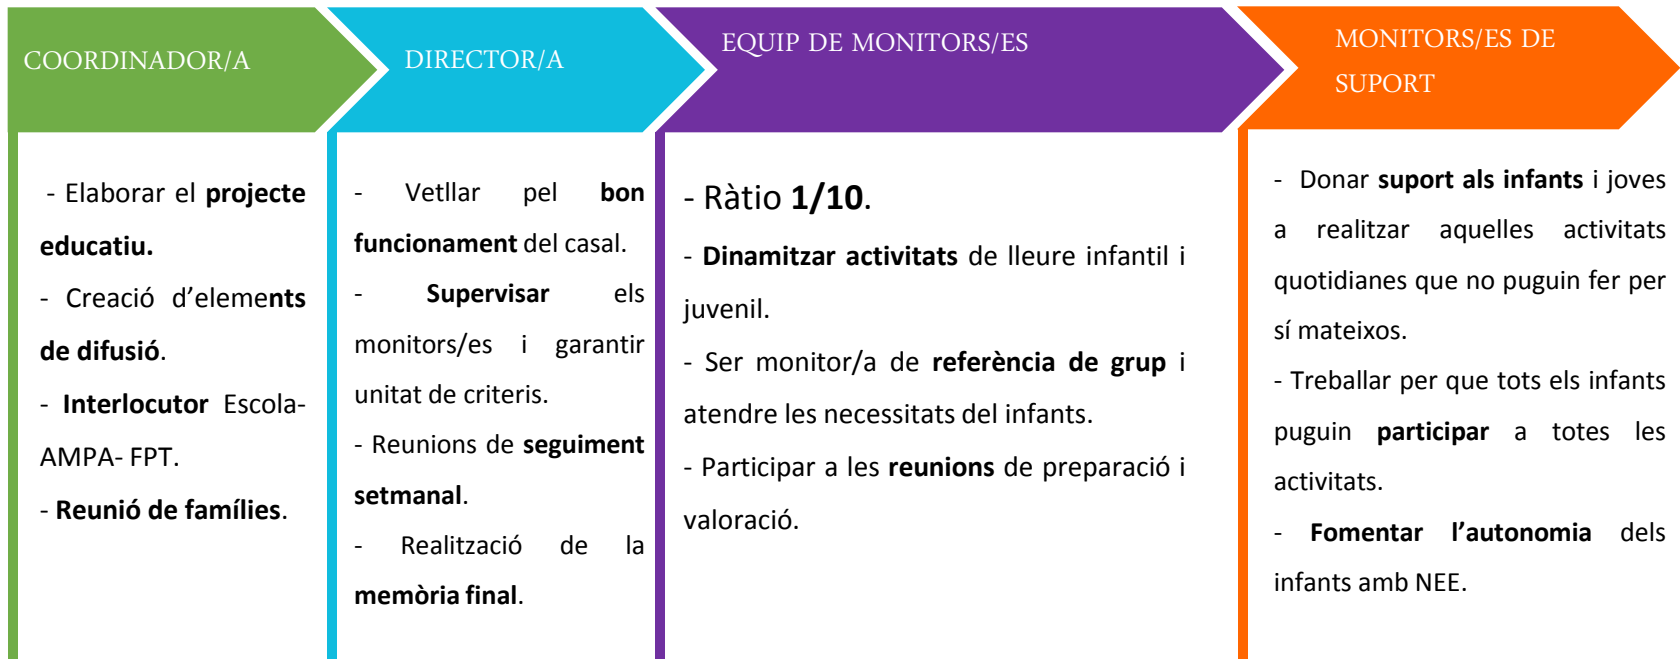 COORDINADOR/A
- Elaborar el projecte
educatiu.
- Creació d’elements
de difusió.
- Interlocutor Escola-
AMPA- FPT.
- Reunió de famílies.
DIRECTOR/A
- Vetllar pel bon
funcionament del casal.
- Supervisar els
monitors/es i garantir
unitat de criteris.
- Reunions de seguiment
setmanal.
- Realització de la
memòria final.
EQUIP DE MONITORS/ES
- Ràtio 1/10.
- Dinamitzar activitats de lleure infantil i
juvenil.
- Ser monitor/a de referència de grup i
atendre les necessitats del infants.
- Participar a les reunions de preparació i
valoració.
MONITORS/ES DE
SUPORT
- Donar suport als infants i joves
a realitzar aquelles activitats
quotidianes que no puguin fer per
sí mateixos.
- Treballar per que tots els infants
puguin participar a totes les
activitats.
- Fomentar l’autonomia dels
infants amb NEE.